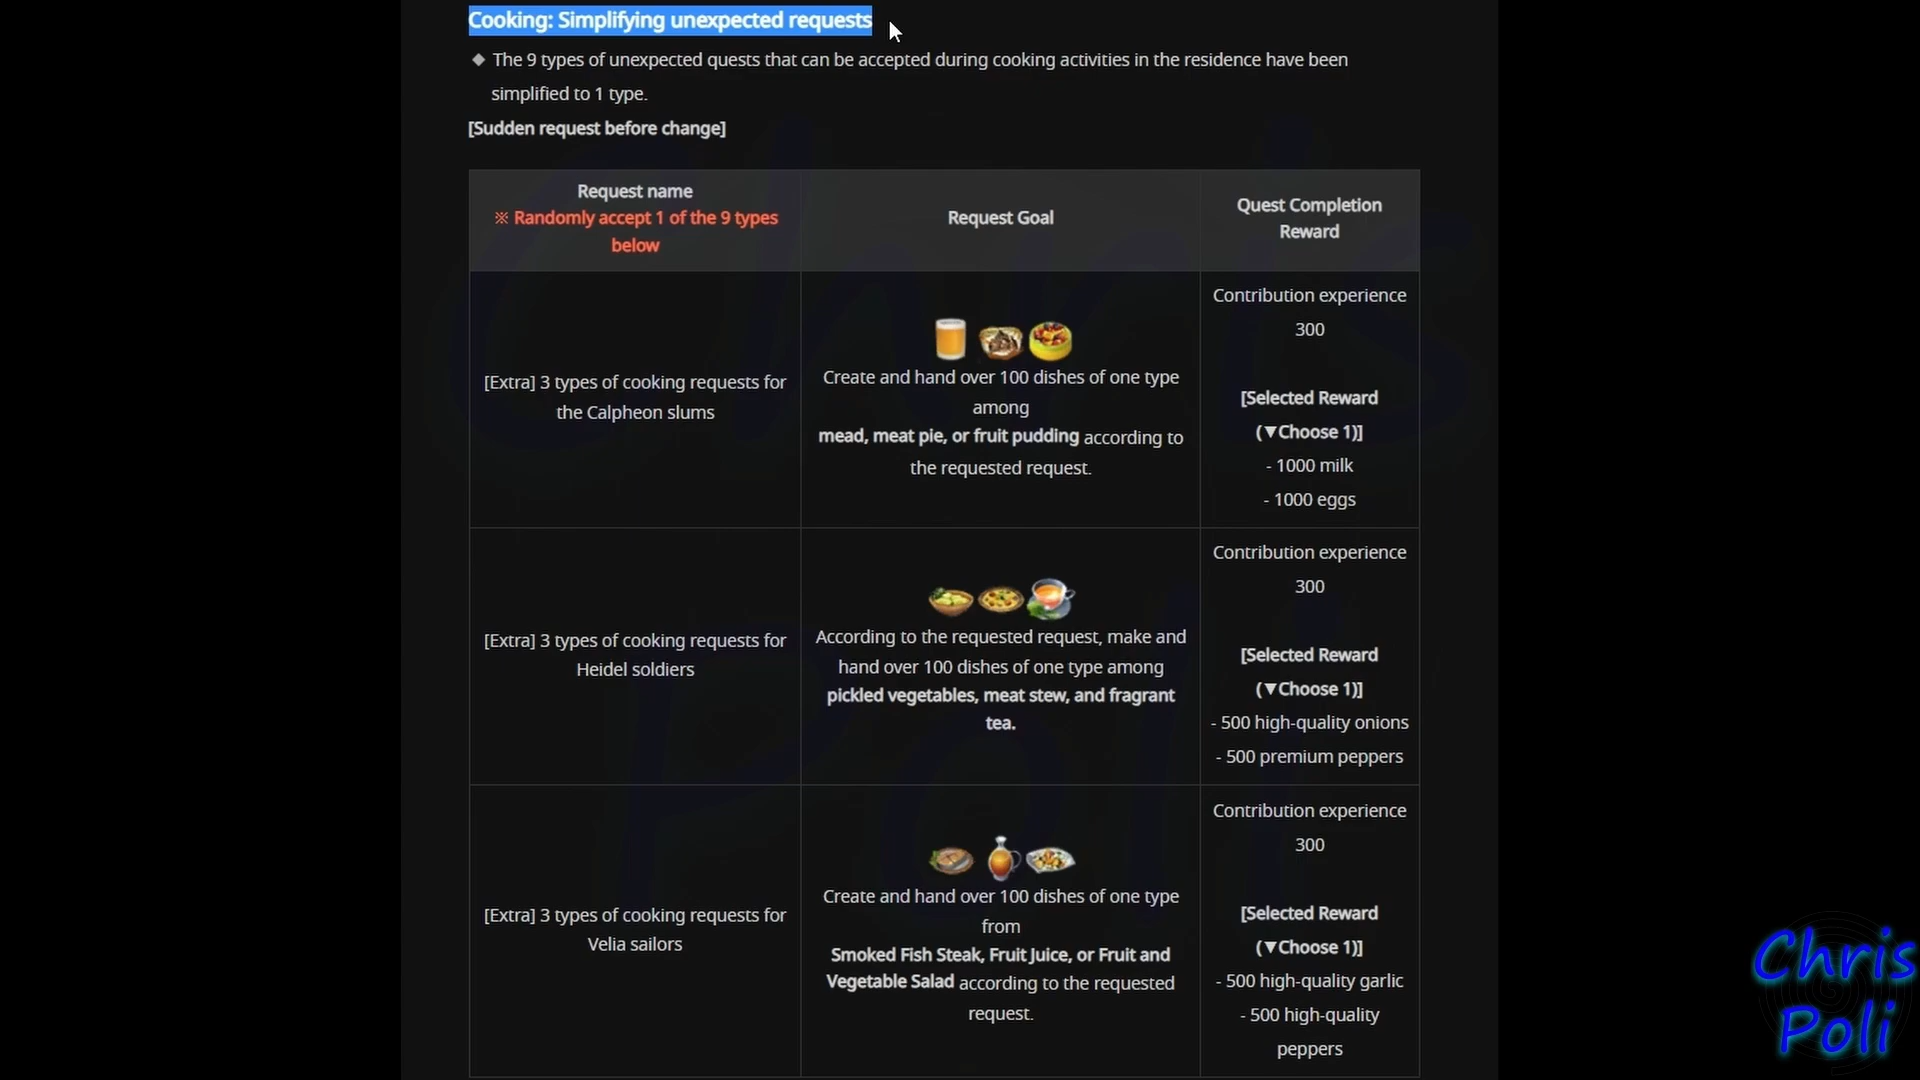 Cooking: Simplifying unexpected requests
◆ The 9 types of unexpected quests that can be accepted during cooking activities in the residence have been
simplified to 1 type.
[Sudden request before change]
Request name
※ Randomly accept 1 of the 9 types
below
Request Goal
Quest Completion
Reward
[Extra] 3 types of cooking requests for
the Calpheon slums
Create and hand over 100 dishes of one type
among
mead, meat pie, or fruit pudding according to
the requested request.
Contribution experience
300
[Selected Reward
(▼Choose 1)]
- 1000 milk
- 1000 eggs
[Extra] 3 types of cooking requests for
Heidel soldiers
According to the requested request, make and
hand over 100 dishes of one type among
pickled vegetables, meat stew, and fragrant
tea.
Contribution experience
300
[Selected Reward
(▼Choose 1)]
- 500 high-quality onions
- 500 premium peppers
[Extra] 3 types of cooking requests for
Velia sailors
Create and hand over 100 dishes of one type
from
Smoked Fish Steak, Fruit Juice, or Fruit and
Vegetable Salad according to the requested
request.
Contribution experience
300
[Selected Reward
(▼Choose 1)]
- 500 high-quality garlic
- 500 high-quality
peppers
Chris
Poli
Chris
Poli